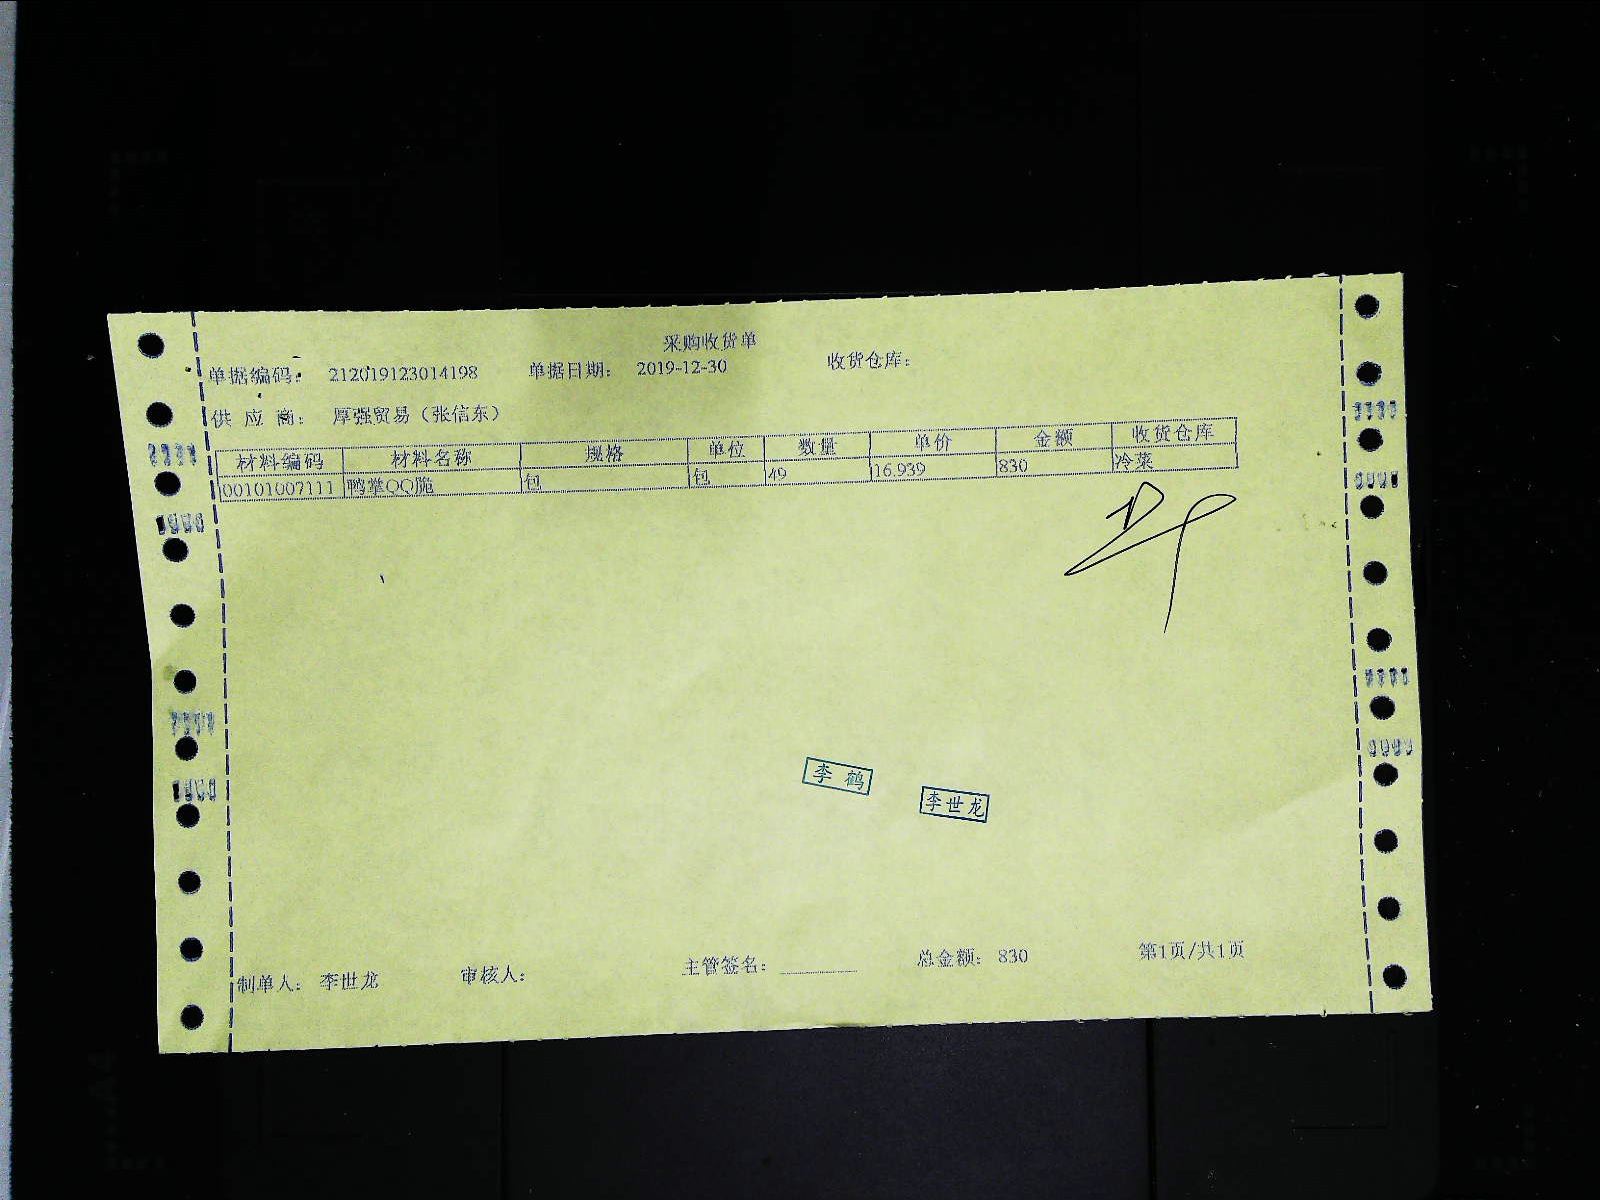 采购收货单
单据编码: 212019123014198 单据日期: 2019-12-30 收货仓库:
供应商: 厚强贸易（张信东）
材料编码 材料名称 规格 单位 数量 单价 金额 收货仓库
00101007111 鸭掌QQ脆 包 包 49 16.939 830 冷菜
李鹤
李世龙
制单人: 李世龙 审核人: 主管签名: 总金额: 830 第1页/共1页